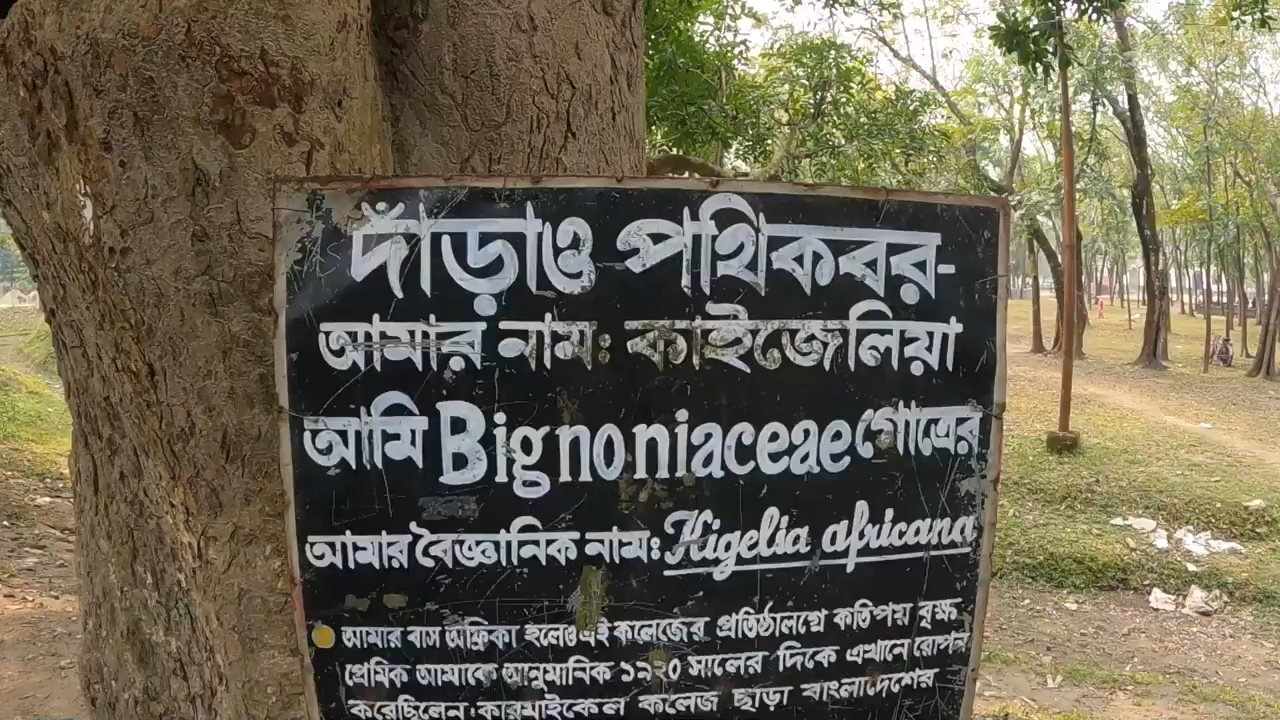 দাঁড়াও পথিকবর-
আমার নাম: কাইজেলিয়া
আমি Bignoniaceae গোত্রের
আমার বৈজ্ঞানিক নাম: Kigelia africana
আমার বাস অফ্রিকা হলেও এই কলেজের প্রতিষ্ঠালগ্নে কতিপয় বৃক্ষ
প্রেমিক আমাকে আনুমানিক ১৯২০ সালের দিকে এখানে রোপন
করেছিলেন। কারমাইকেল কলেজ ছাড়া বাংলাদেশের